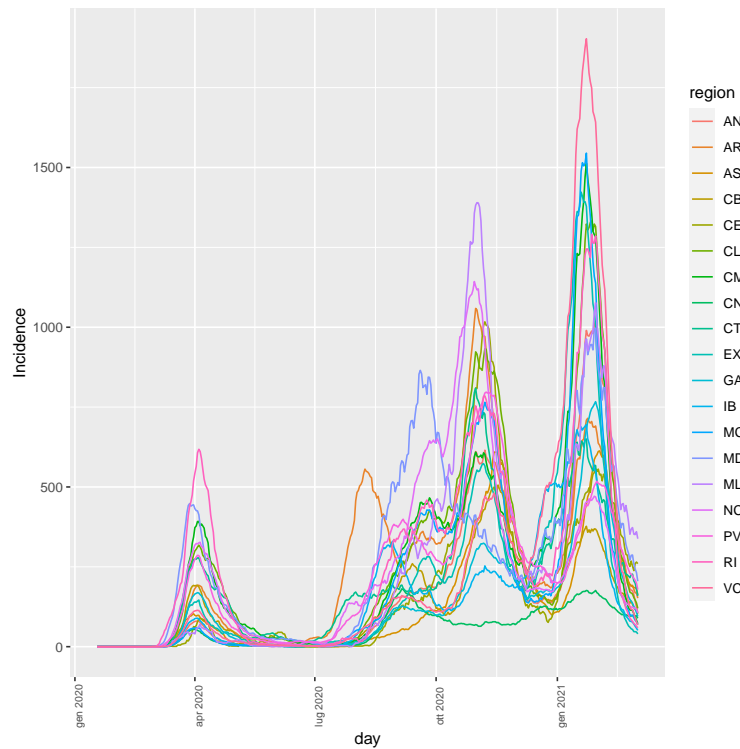 Incidence
1500
1000
500
0
gen 2020
apr 2020
lug 2020
ott 2020
gen 2021
day
region
AN
AR
AS
CB
CE
CL
CM
CN
CT
EX
GA
IB
MC
MD
ML
NC
PV
RI
VC